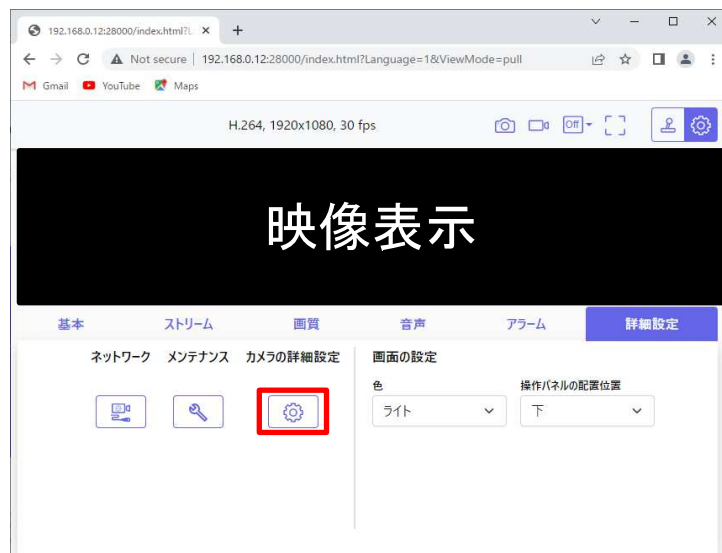 192.168.0.12:28000/index.html?L
Not secure | 192.168.0.12:28000/index.html?Language=1&ViewMode=pull
Gmail YouTube Maps
H.264, 1920x1080, 30 fps
Off
映像表示
基本 ストリーム 画質 音声 アラーム 詳細設定
ネットワーク メンテナンス カメラの詳細設定 画面の設定
色 操作パネルの配置位置
ライト 下